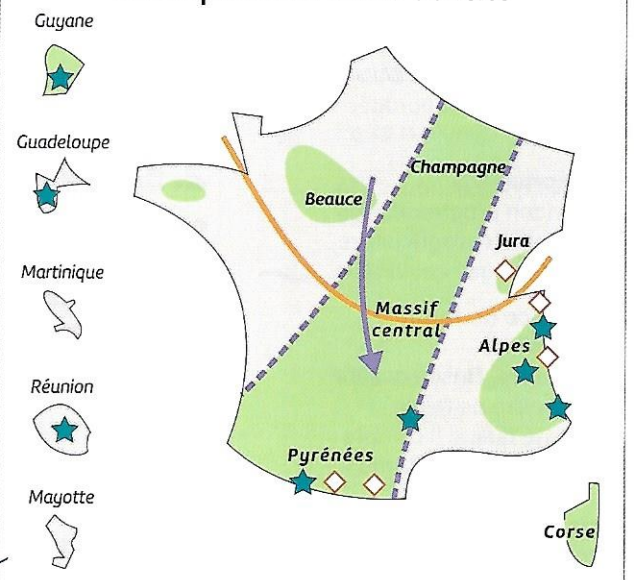 Guyane
Guadeloupe
Martinique
Réunion
Mayotte
Champagne
Beauce
Jura
Massif
central
Alpes
Pyrénées
Corse